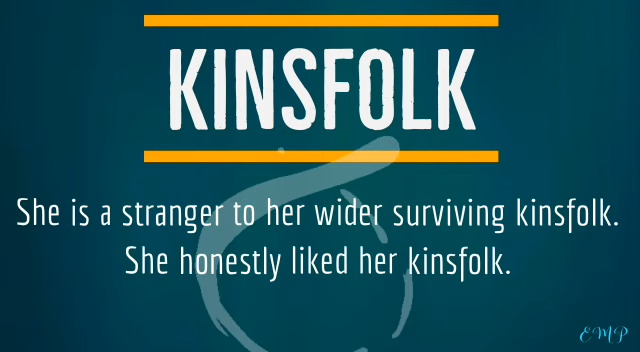 KINSFOLK
She is a stranger to her wider surviving kinsfolk.
She honestly liked her kinsfolk.
EMP